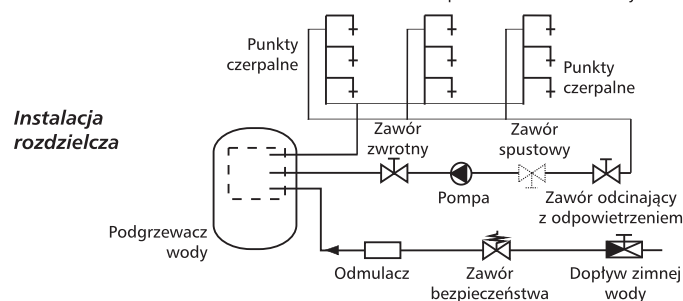 Punkty
czerpalne
Punkty
czerpalne
Instalacja
rozdzielcza
Zawór
zwrotny
Zawór
spustowy
Pompa
Zawór odcinający
z odpowietrzeniem
Podgrzewacz
wody
Odmulacz
Zawór
bezpieczeństwa
Dopływ zimnej
wody